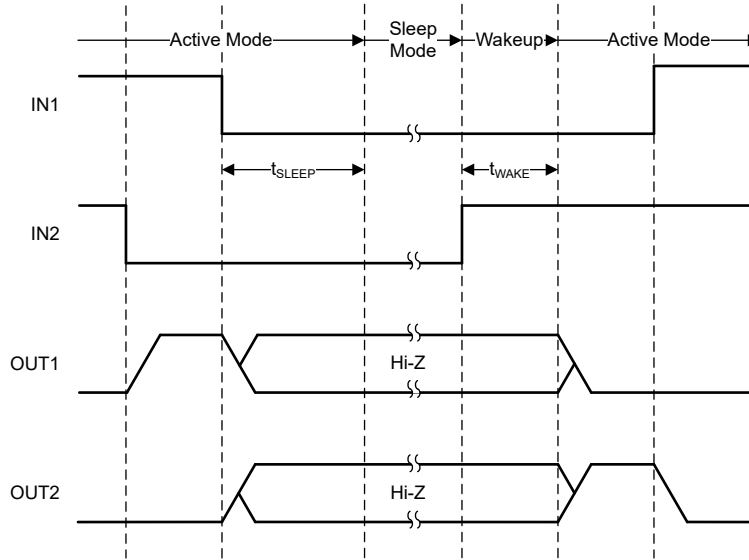 Active Mode
Sleep
Mode
Wakeup
Active Mode
IN1
tSLEEP
tWAKE
IN2
OUT1
Hi-Z
OUT2
Hi-Z